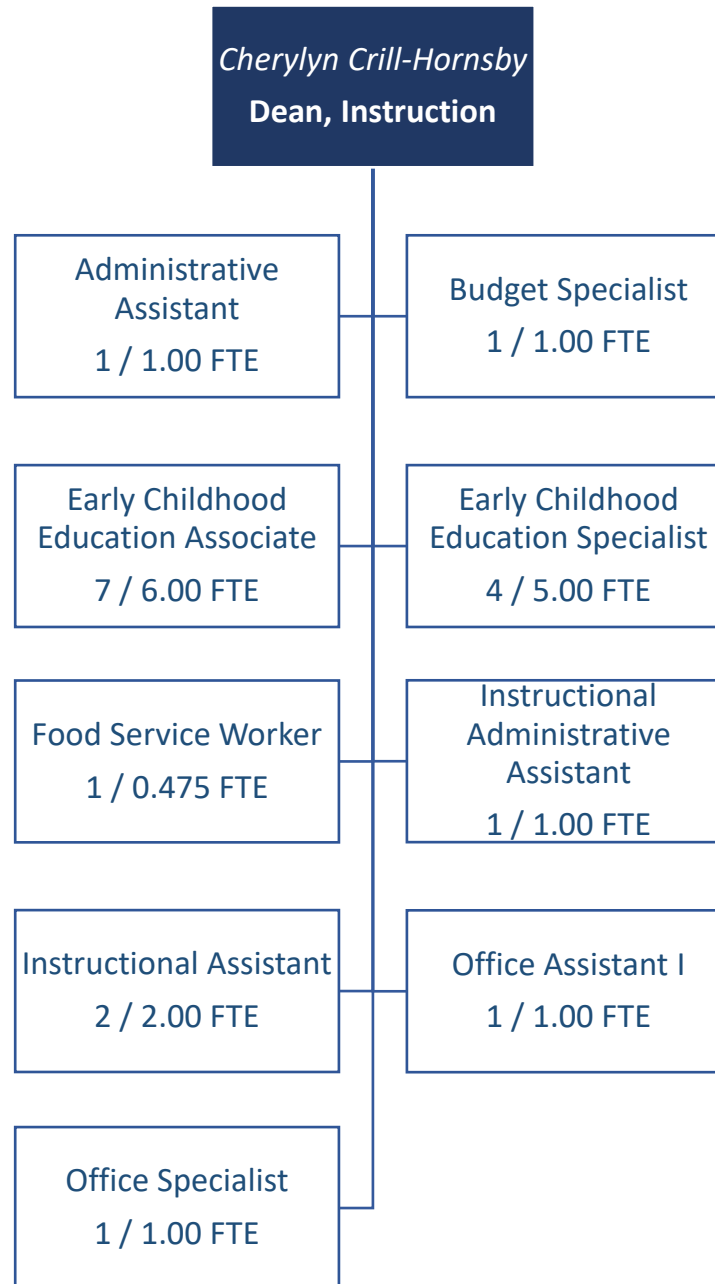 Cherylyn Crill-Hornsby
Dean, Instruction
Administrative
Assistant
1 / 1.00 FTE
Budget Specialist
1 / 1.00 FTE
Early Childhood
Education Associate
7 / 6.00 FTE
Early Childhood
Education Specialist
4 / 5.00 FTE
Food Service Worker
1 / 0.475 FTE
Instructional
Administrative
Assistant
1 / 1.00 FTE
Instructional Assistant
2 / 2.00 FTE
Office Assistant I
1 / 1.00 FTE
Office Specialist
1 / 1.00 FTE